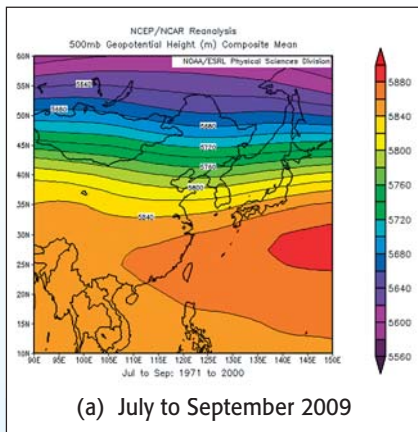 NCEP/NCAR Reanalysis
500mb Geopotential Height (m) Composite Mean
NOAA/ESRL Physical Sciences Division
60N
55N
50N
45N
40N
35N
30N
25N
20N
15N
10N
5640
5680
5680
5720
5760
5800
5840
90E 95E 100E 105E 110E 115E 120E 125E 130E 135E 140E 145E 150E
Jul to Sep: 1971 to 2000
5880
5840
5800
5760
5720
5680
5640
5600
5560
(a) July to September 2009